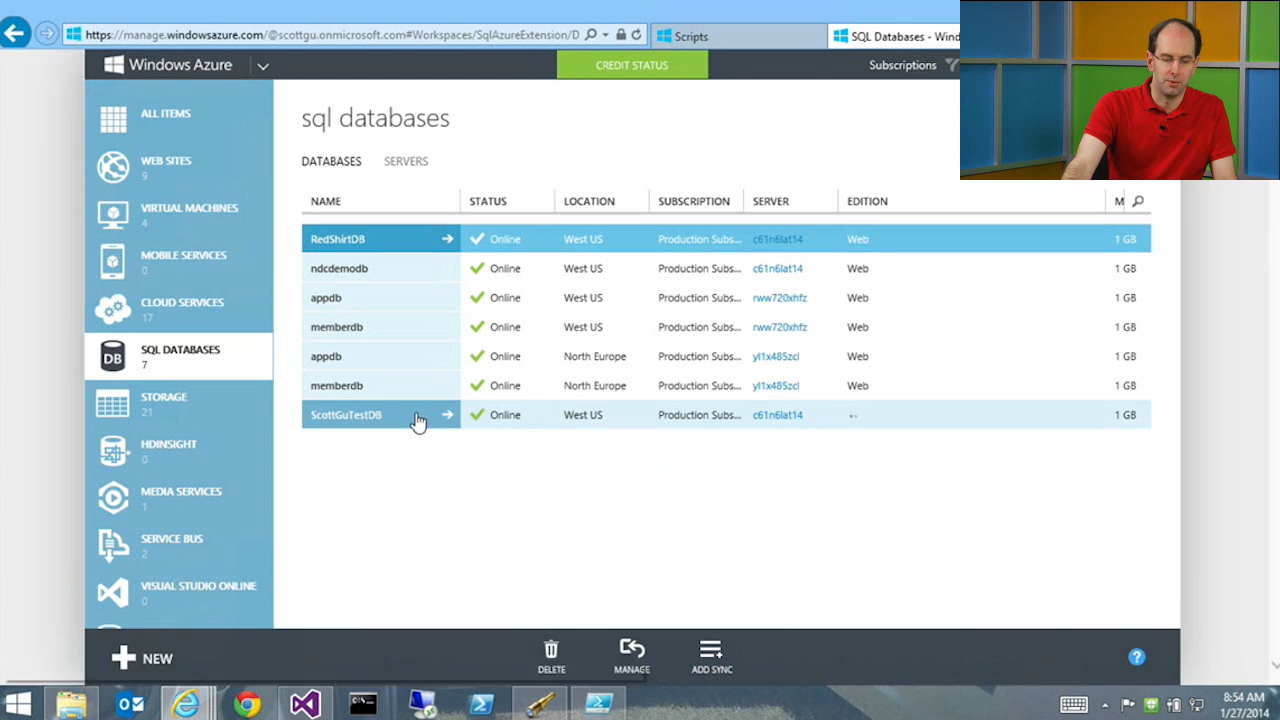 https://manage.windowsazure.com/@scottgu.onmicrosoft.com#Workspaces/SqlAzureExtension/D
Scripts
SQL Databases - Wind
Windows Azure
CREDIT STATUS
Subscriptions
ALL ITEMS
WEB SITES
9
VIRTUAL MACHINES
4
MOBILE SERVICES
0
CLOUD SERVICES
17
DB
SQL DATABASES
7
STORAGE
21
HDINSIGHT
0
MEDIA SERVICES
1
SERVICE BUS
2
VISUAL STUDIO ONLINE
0
sql databases
DATABASES SERVERS
NAME STATUS LOCATION SUBSCRIPTION SERVER EDITION M
RedShirtDB Online West US Production Subs... c61n6lat14 Web 1 GB
ndcdemodb Online West US Production Subs... c61n6lat14 Web 1 GB
appdb Online West US Production Subs... rww720xhfz Web 1 GB
memberdb Online West US Production Subs... rww720xhfz Web 1 GB
appdb Online North Europe Production Subs... yl1x485zcl Web 1 GB
memberdb Online North Europe Production Subs... yl1x485zcl Web 1 GB
ScottGuTestDB Online West US Production Subs... c61n6lat14 1 GB
NEW
DELETE
MANAGE
ADD SYNC
?
8:54 AM
1/27/2014